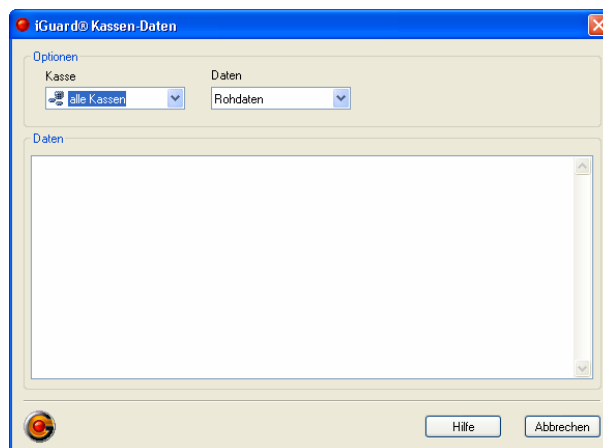 iGuard® Kassen-Daten
Optionen
Kasse Daten
alle Kassen Rohdaten
Daten
Hilfe Abbrechen